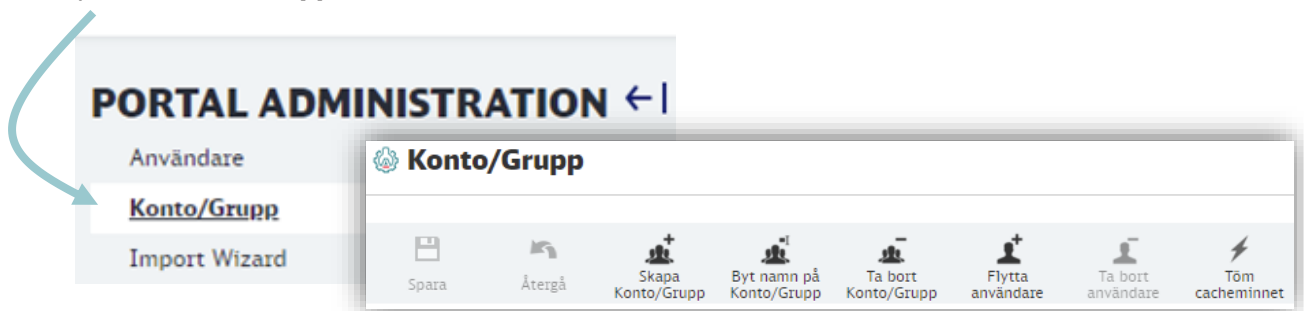 PORTAL ADMINISTRATION
Användare
Konto/Grupp
Import Wizard
Konto/Grupp
Spara
Återgå
Skapa
Konto/Grupp
Byt namn på
Konto/Grupp
Ta bort
Konto/Grupp
Flytta
användare
Ta bort
användare
Töm
cacheminnet